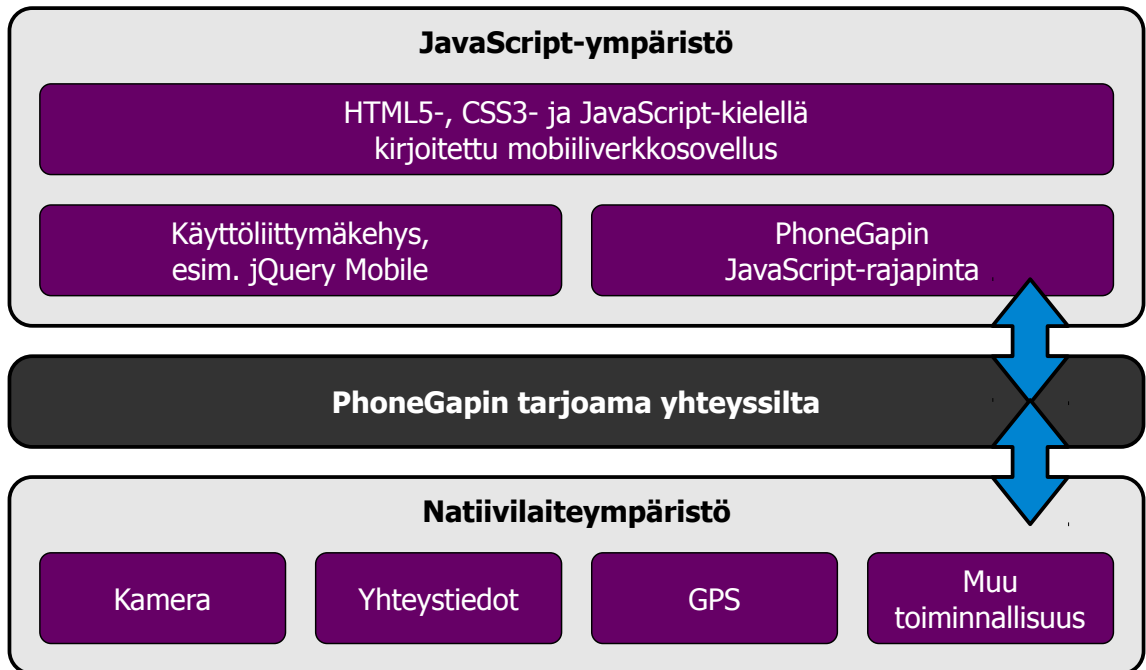 JavaScript-ympäristö
HTML5-, CSS3- ja JavaScript-kielellä
kirjoitettu mobiiliverkkosovellus
Käyttöliittymäkehys,
esim. jQuery Mobile
PhoneGapin
JavaScript-rajapinta
PhoneGapin tarjoama yhteyssilta
Natiivilaiteympäristö
Kamera
Yhteystiedot
GPS
Muu
toiminnallisuus